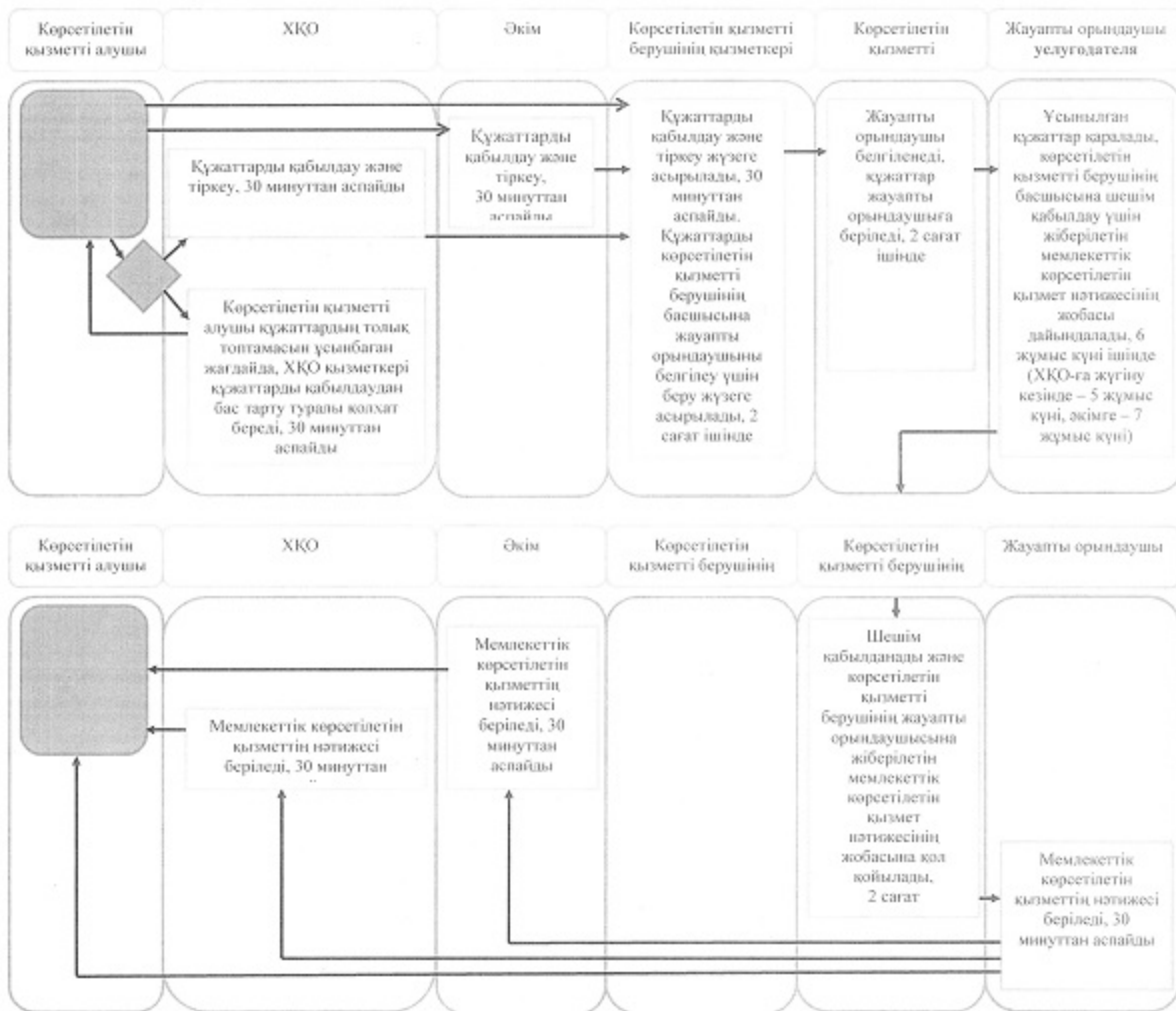 Көрсетілетін
қызметті алушы
ХҚО
Әкім
Көрсетілетін қызметті
берушінің қызметкері
Көрсетілетін
қызметті
Жауапты орындаушы
услугодателя
Құжаттарды қабылдау және
тіркеу, 30 минуттан аспайды
Көрсетілетін қызметті
алушы құжаттардың толық
топтамасын ұсынбаған
жағдайда, ХҚО қызметкері
құжаттарды қабылдаудан
бас тарту туралы қолхат
береді, 30 минуттан
аспайды
Құжаттарды
қабылдау және
тіркеу,
30 минуттан
аспайды
Құжаттарды
қабылдау және
тіркеу жүзеге
асырылады, 30
минуттан
аспайды.
Құжаттарды
көрсетілетін
қызметті
берушінің
басшысына
жауапты
орындаушыны
белгілеу үшін
беру жүзеге
асырылады, 2
сағат ішінде
Жауапты
орындаушы
белгіленеді,
құжаттар
жауапты
орындаушыға
беріледі, 2 сағат
ішінде
Ұсынылған
құжаттар қаралады,
көрсетілетін
қызметті берушінің
басшысына шешім
қабылдау үшін
жіберілетін
мемлекеттік
көрсетілетін
қызмет нәтижесінің
жобасы
дайындалады, 6
жұмыс күні ішінде
(ХҚО-ға жүгіну
кезінде – 5 жұмыс
күні, әкімге – 7
жұмыс күні)
Көрсетілетін
қызметті алушы
ХҚО
Әкім
Көрсетілетін
қызметті берушінің
Көрсетілетін
қызметті берушінің
Жауапты орындаушы
Мемлекеттік көрсетілетін
қызметтің нәтижесі
беріледі, 30 минуттан
Мемлекеттік
көрсетілетін
қызметтің
нәтижесі
беріледі, 30
минуттан
аспайды
Шешім
қабылданады және
көрсетілетін
қызметті
берушінің жауапты
орындаушысына
жіберілетін
мемлекеттік
көрсетілетін
қызмет
нәтижесінің
жобасына қол
қойылады,
2 сағат
Мемлекеттік
көрсетілетін
қызметтің нәтижесі
беріледі, 30
минуттан аспайды